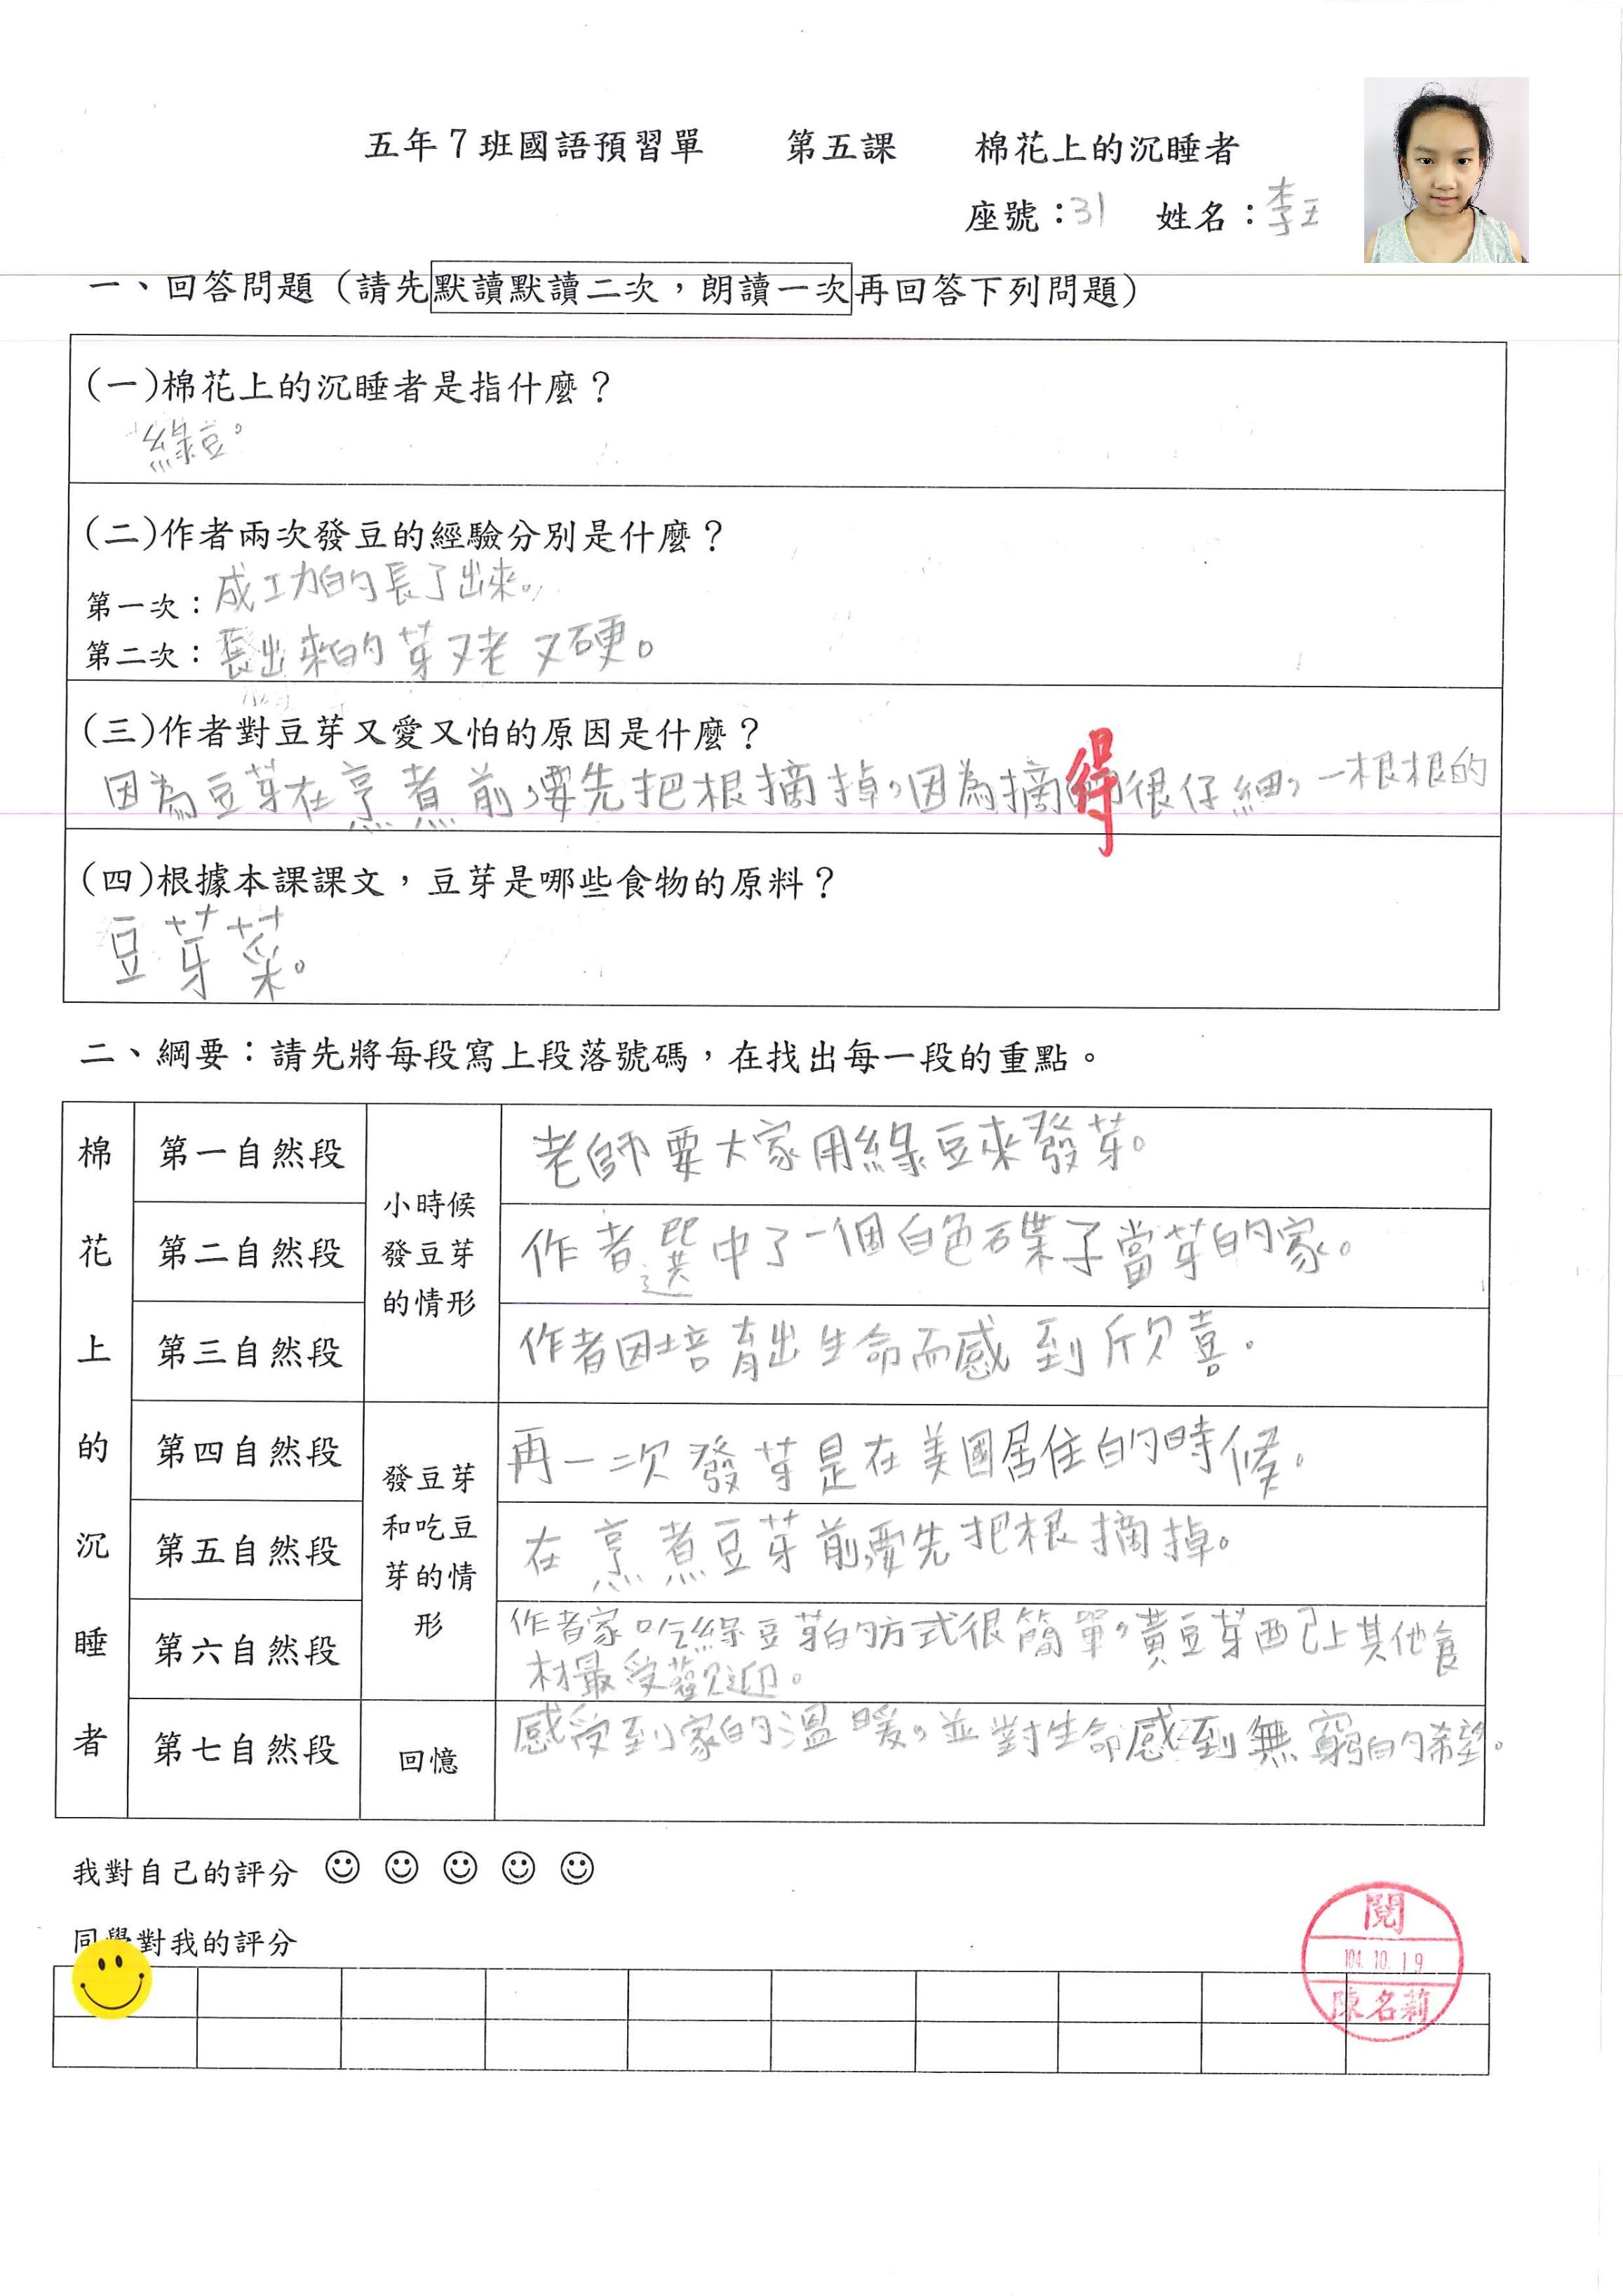 五年7班國語預習單 第五課 棉花上的沉睡者
座號：31 姓名：李玉
一、回答問題（請先默讀默讀二次，朗讀一次再回答下列問題）
(一)棉花上的沉睡者是指什麼？
綠豆。
(二)作者兩次發豆的經驗分別是什麼？
第一次：成功的長了出來。
第二次：長出來的芽又老又硬。
(三)作者對豆芽又愛又怕的原因是什麼？
因為豆芽在烹煮前，要先把根摘掉，因為摘得很仔細，一根根的
(四)根據本課課文，豆芽是哪些食物的原料？
豆芽菜。
二、綱要：請先將每段寫上段落號碼，在找出每一段的重點。
棉花上的沉睡者
小時候發豆芽的情形
第一自然段 老師要大家用綠豆來發芽。
第二自然段 作者選中了一個白色碟子當芽的家。
第三自然段 作者因培育出生命而感到欣喜。
發豆芽和吃豆芽的情形
第四自然段 再一次發芽是在美國居住的時候。
第五自然段 在烹煮豆芽前，要先把根摘掉。
第六自然段 作者家吃綠豆芽的方式很簡單，黃豆芽配上其他食
材最受歡迎。
第七自然段 回憶 感受到家的溫暖，並對生命感到無窮的希望。
我對自己的評分
同學對我的評分
閱
104.10.19
陳名莉